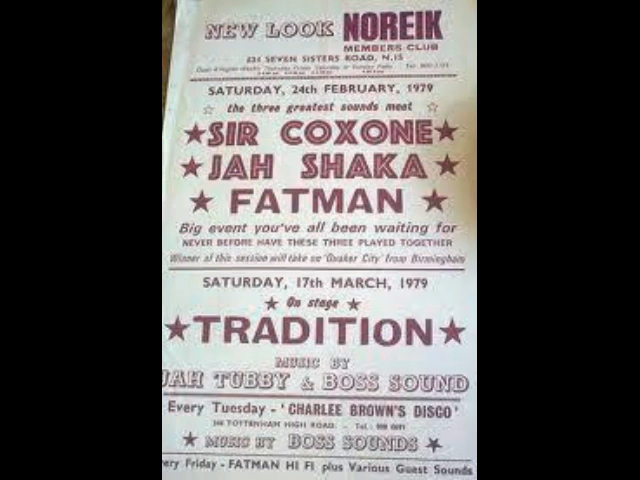 NEW LOOK NOREIK
MEMBERS CLUB
SEVEN SISTERS ROAD, N.15
SATURDAY, 24th FEBRUARY, 1979
the three greatest sounds meet
SIR COXONE
JAH SHAKA
FATMAN
Big event you've all been waiting for
NEVER BEFORE HAVE THESE THREE PLAYED TOGETHER
Winner of this session will take on 'Quaker City' from Birmingham
SATURDAY, 17th MARCH, 1979
On stage
TRADITION
MUSIC BY
JAH TUBBY & BOSS SOUND
Every Tuesday - 'CHARLEE BROWN'S DISCO'
TOTTENHAM HIGH ROAD. - Tel.:
MUSIC BY BOSS SOUNDS
ery Friday - FATMAN HI FI plus Various Guest Sounds